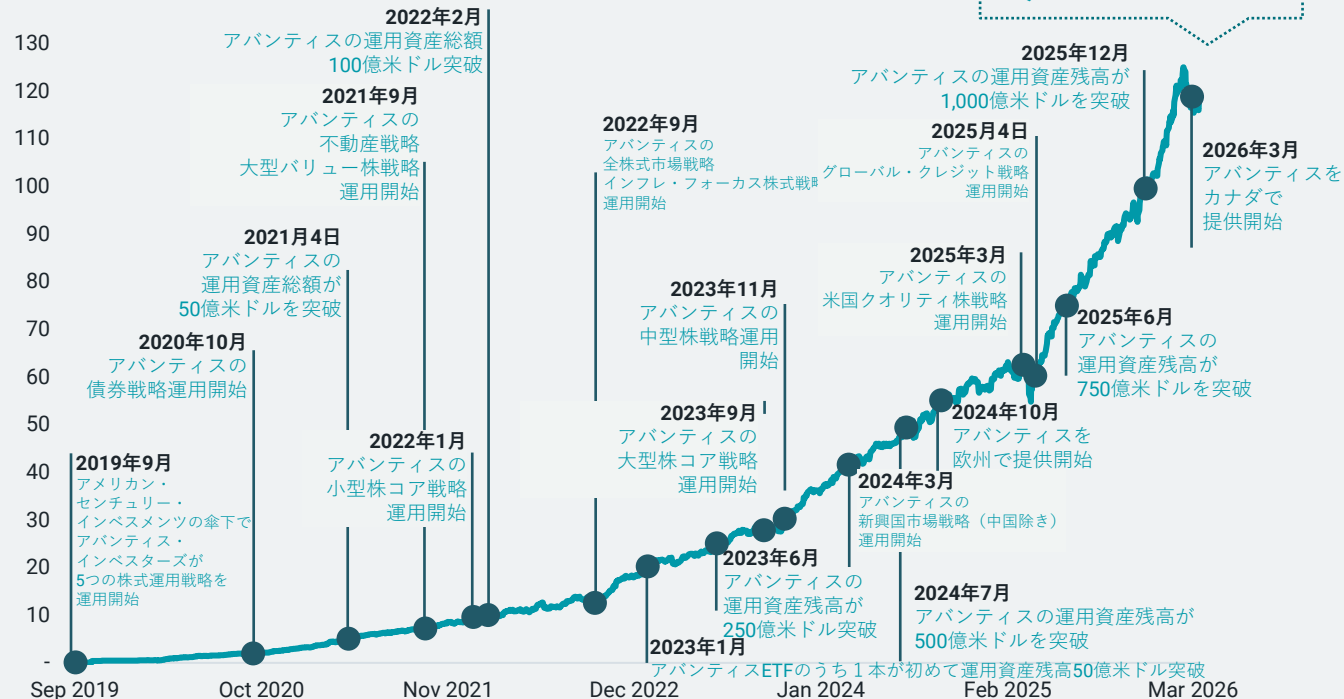 130
120
110
100
90
80
70
60
50
40
30
20
10
-
Sep 2019
Oct 2020
Nov 2021
Dec 2022
Jan 2024
Feb 2025
Mar 2026
2019年9月
アメリカン・
センチュリー・
インベスメンツの傘下で
アバンティス・
インベスターズが
5つの株式運用戦略を
運用開始
2020年10月
アバンティスの
債券戦略運用開始
2021月4日
アバンティスの
運用資産総額が
50億米ドルを突破
2021年9月
アバンティスの
不動産戦略
大型バリュー株戦略
運用開始
2022年1月
アバンティスの
小型株コア戦略
運用開始
2022年2月
アバンティスの運用資産総額
100億米ドル突破
2022年9月
アバンティスの
全株式市場戦略
インフレ・フォーカス株式戦略
運用開始
2023年1月
アバンティスETFのうち１本が初めて運用資産残高50億米ドル突破
2023年6月
アバンティスの
運用資産残高が
250億米ドル突破
2023年9月
アバンティスの
大型株コア戦略
運用開始
2023年11月
アバンティスの
中型株戦略運用
開始
2024年3月
アバンティスの
新興国市場戦略（中国除き）
運用開始
2024年7月
アバンティスの運用資産残高が
500億米ドルを突破
2024年10月
アバンティスを
欧州で提供開始
2025年3月
アバンティスの
米国クオリティ株戦略
運用開始
2025月4日
アバンティスの
グローバル・クレジット戦略
運用開始
2025年6月
アバンティスの
運用資産残高が
750億米ドルを突破
2025年12月
アバンティスの運用資産残高が
1,000億米ドルを突破
2026年3月
アバンティスを
カナダで
提供開始